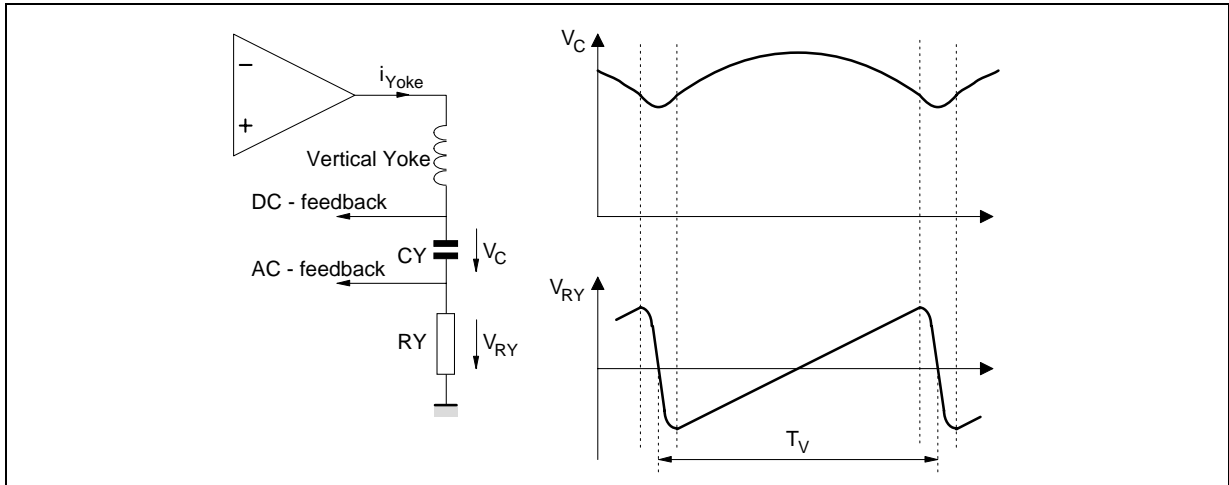 −
+
i_Yoke
Vertical Yoke
DC - feedback
CY
V_C
AC - feedback
RY
V_RY
V_C
V_RY
T_V